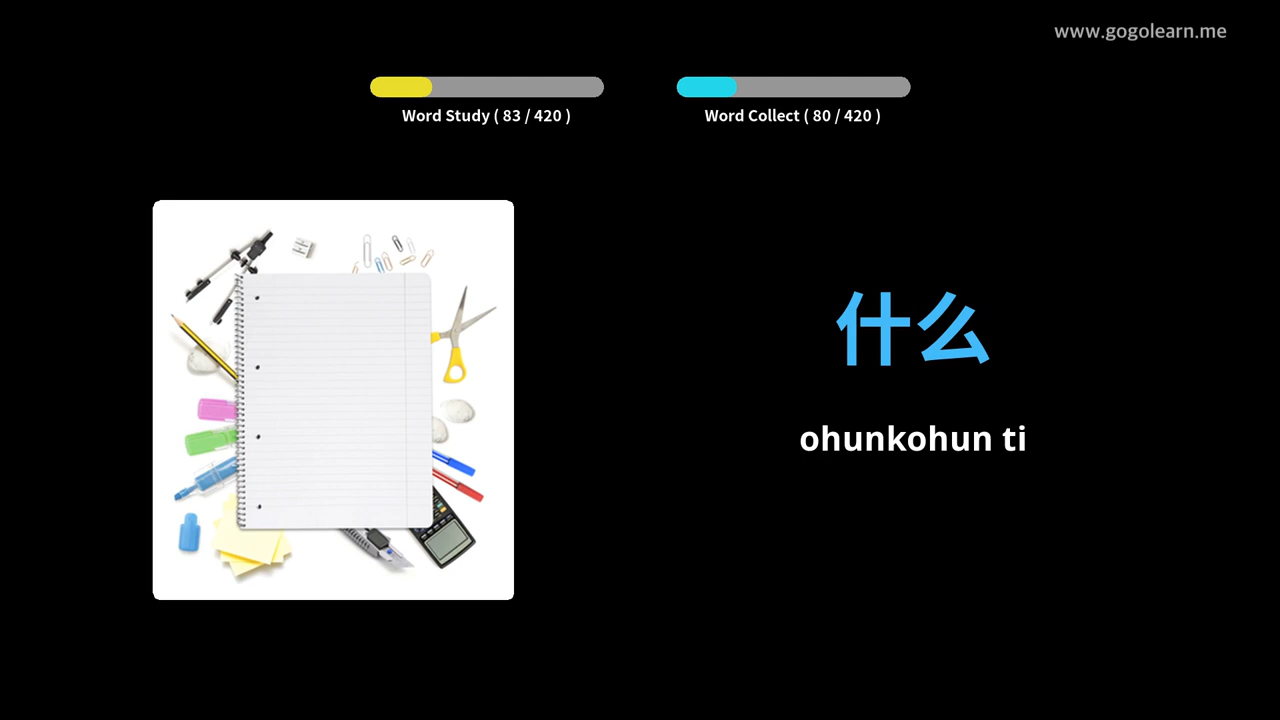 www.gogolearn.me
Word Study ( 83 / 420 )
Word Collect ( 80 / 420 )
什么
ohunkohun ti